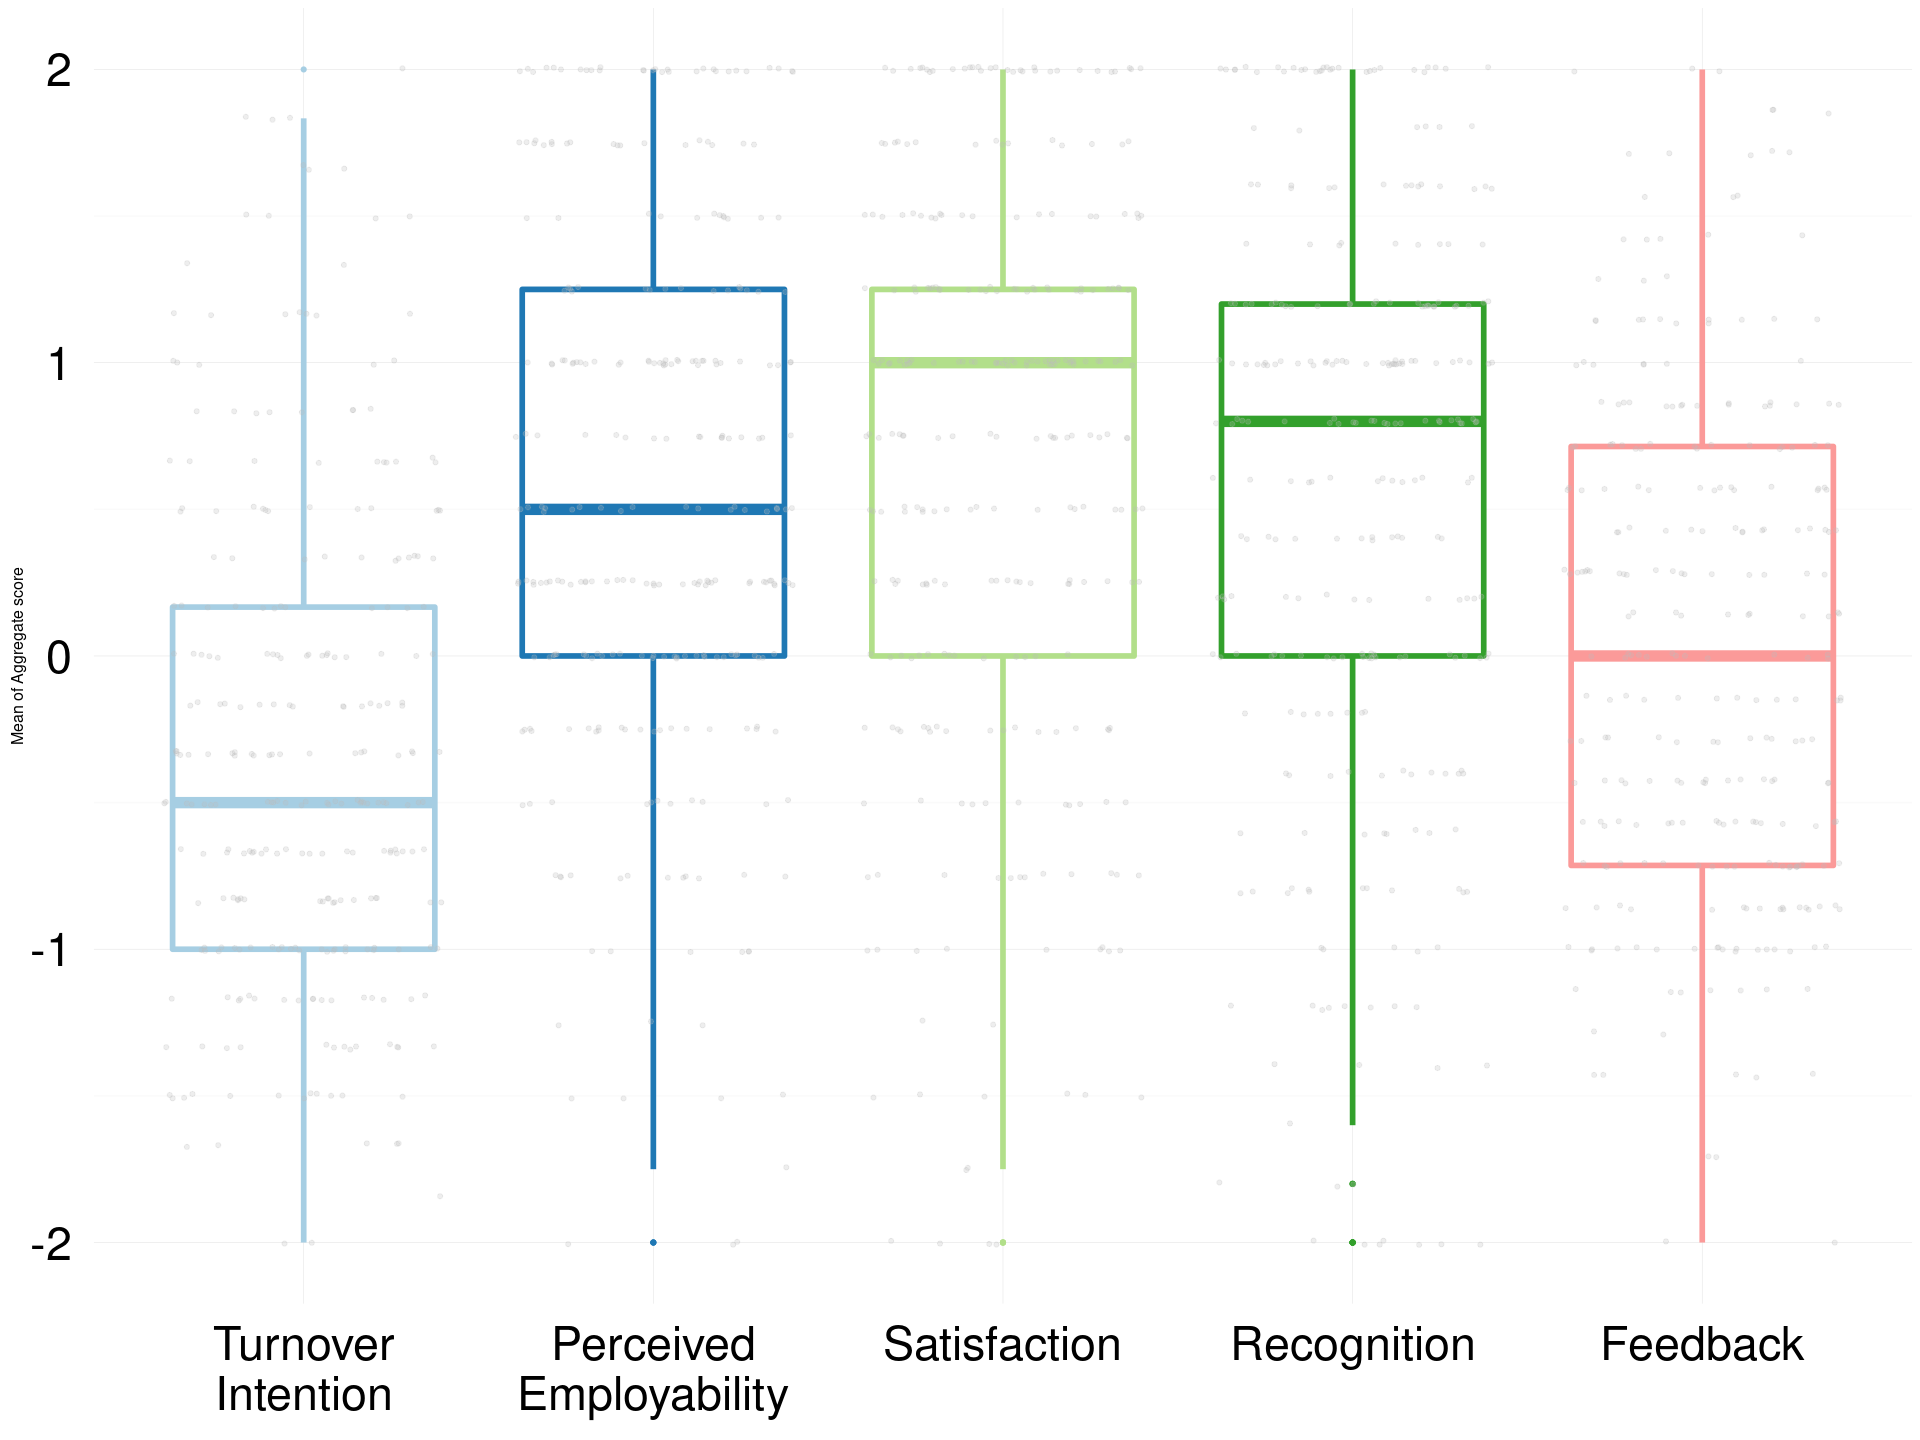 Mean of Aggregate score
2
1
0
-1
-2
Turnover
Intention
Perceived
Employability
Satisfaction
Recognition
Feedback